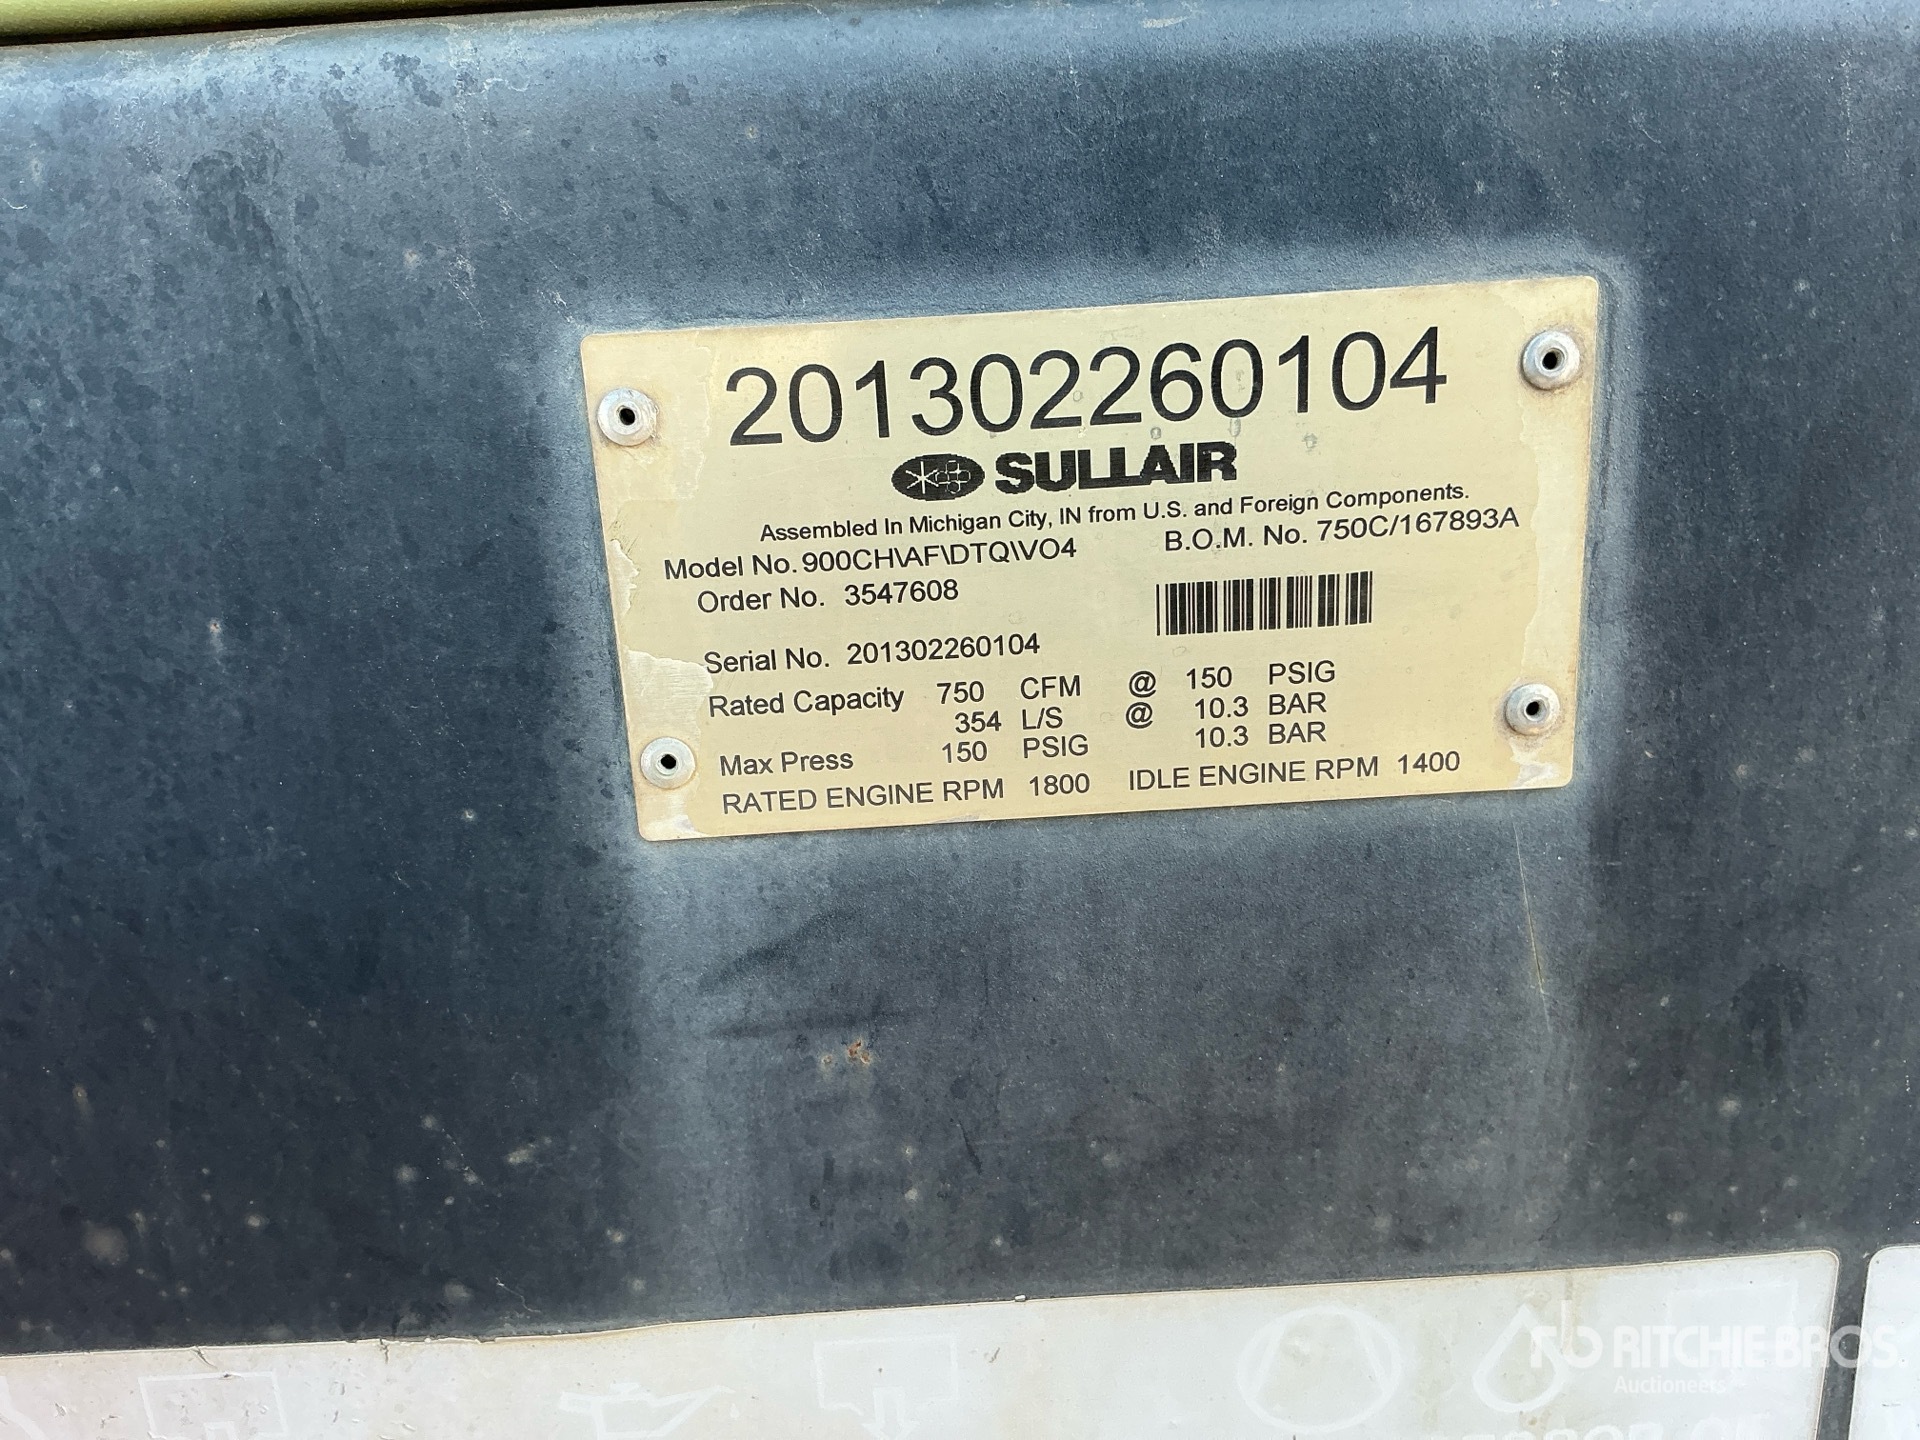 201302260104
SULLAIR
Assembled In Michigan City, IN from U.S. and Foreign Components.
Model No. 900CH\AF\DTQ\VO4 B.O.M. No. 750C/167893A
Order No. 3547608
Serial No. 201302260104
Rated Capacity 750 CFM @ 150 PSIG
354 L/S @ 10.3 BAR
Max Press 150 PSIG 10.3 BAR
RATED ENGINE RPM 1800 IDLE ENGINE RPM 1400
RITCHIE BROS.
Auctioneers